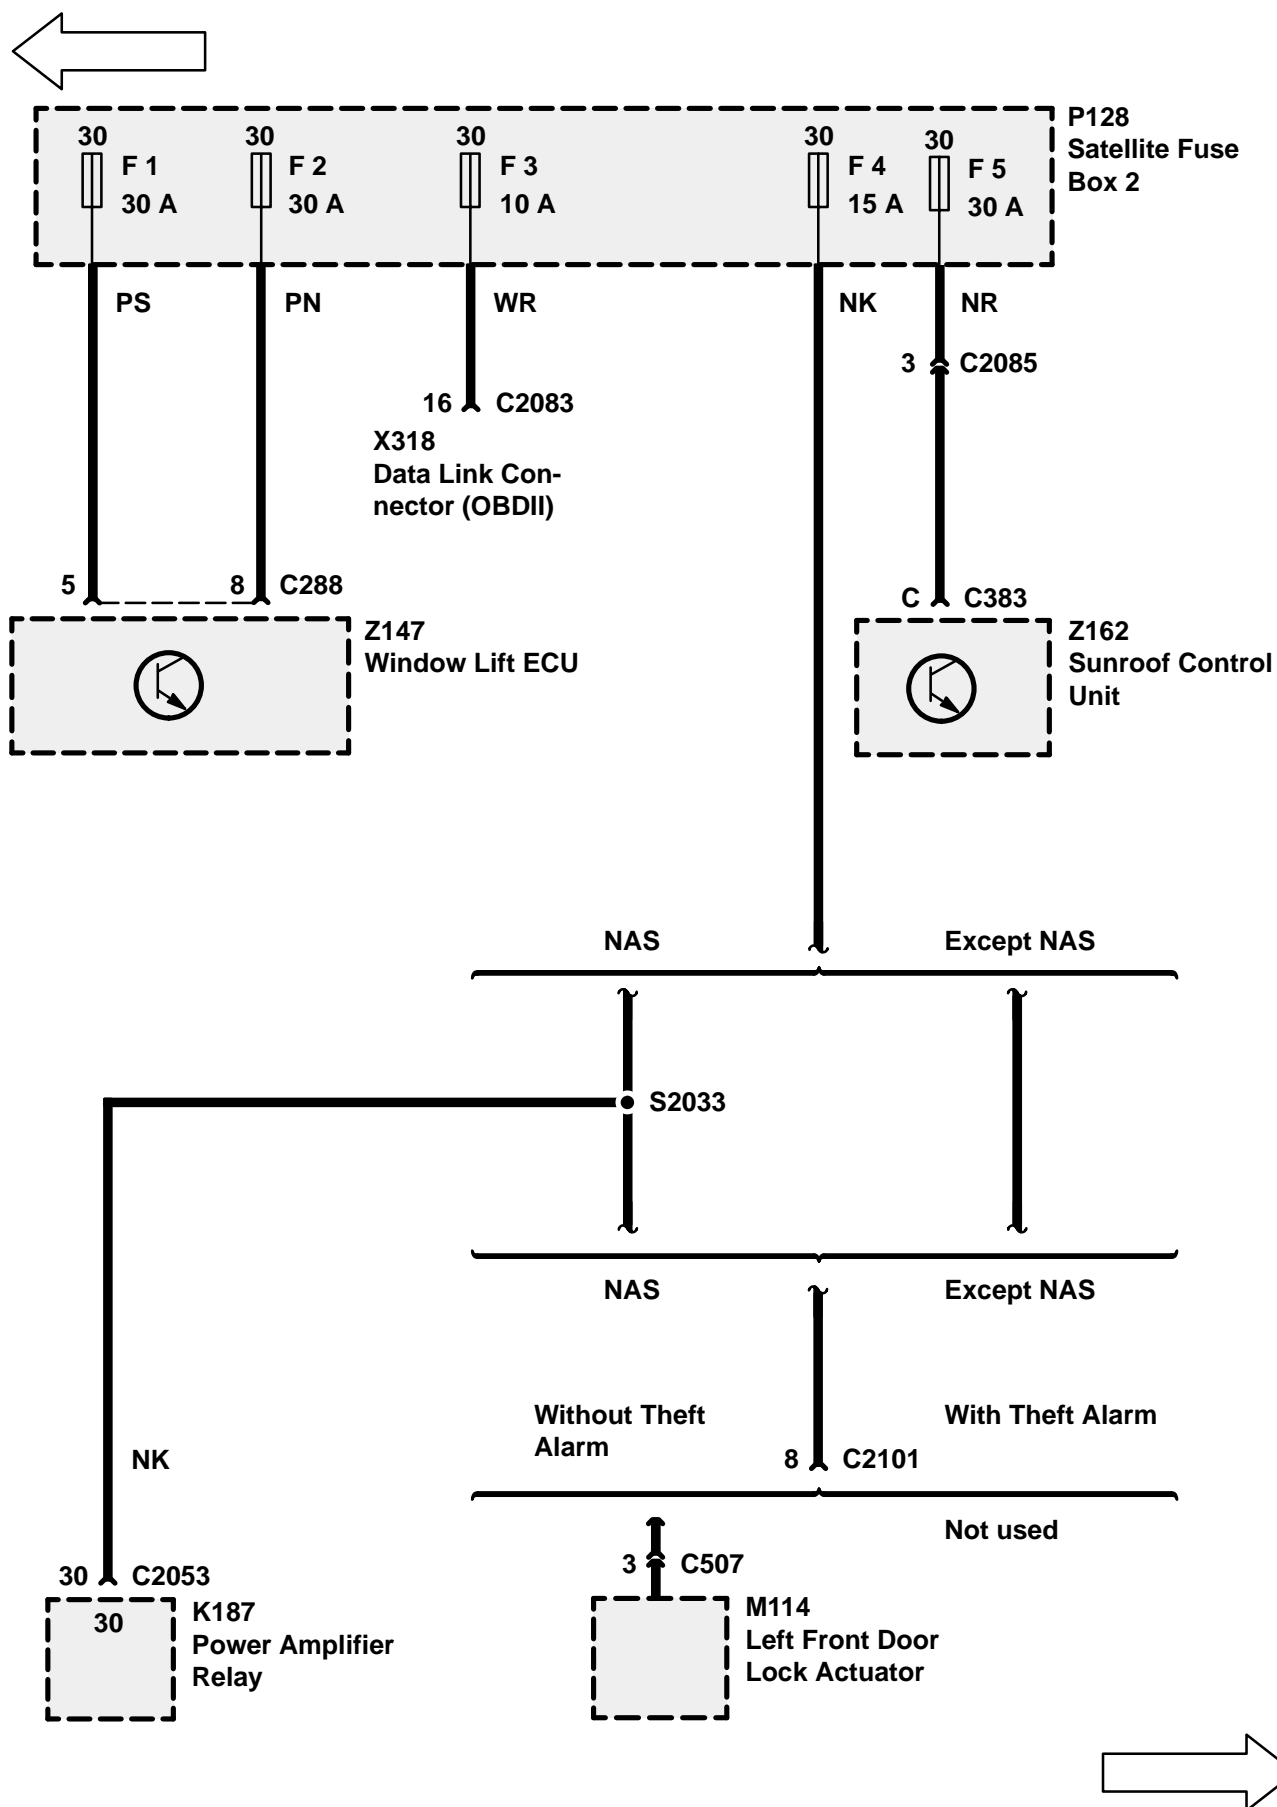 30
F 1
30 A
30
F 2
30 A
30
F 3
10 A
30
F 4
15 A
30
F 5
30 A
P128
Satellite Fuse
Box 2
PS
PN
WR
NK
NR
3
C2085
16
C2083
X318
Data Link Con-
nector (OBDII)
5
8
C288
C
C383
Z147
Window Lift ECU
Z162
Sunroof Control
Unit
NAS
Except NAS
S2033
NAS
Except NAS
Without Theft
Alarm
With Theft Alarm
NK
8
C2101
Not used
3
C507
30
C2053
30
K187
Power Amplifier
Relay
M114
Left Front Door
Lock Actuator